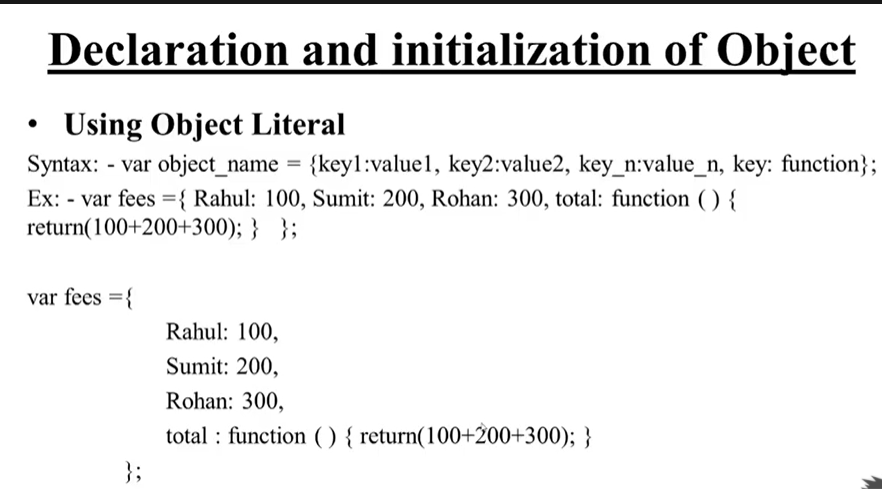 Declaration and initialization of Object
• Using Object Literal
Syntax: - var object_name = {key1:value1, key2:value2, key_n:value_n, key: function};
Ex: - var fees ={ Rahul: 100, Sumit: 200, Rohan: 300, total: function ( ) {
return(100+200+300); } };
var fees ={
Rahul: 100,
Sumit: 200,
Rohan: 300,
total : function ( ) { return(100+200+300); }
};